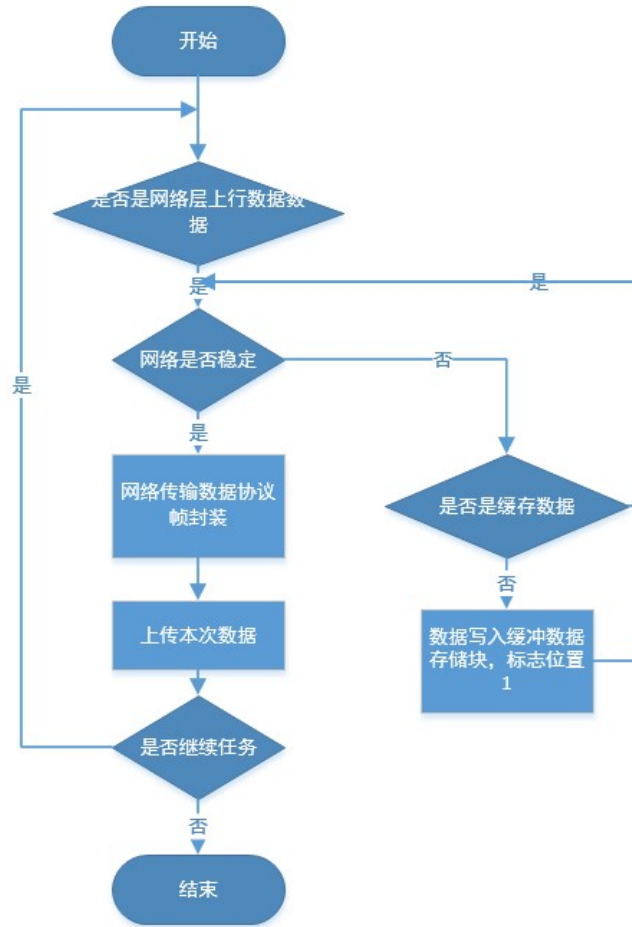 开始
是否是网络层上行数据数
据
是
是
网络是否稳定
否
是
是
网络传输数据协议
帧封装
是否是缓存数据
否
上传本次数据
数据写入缓冲数据
存储块，标志位置
1
是否继续任务
否
结束